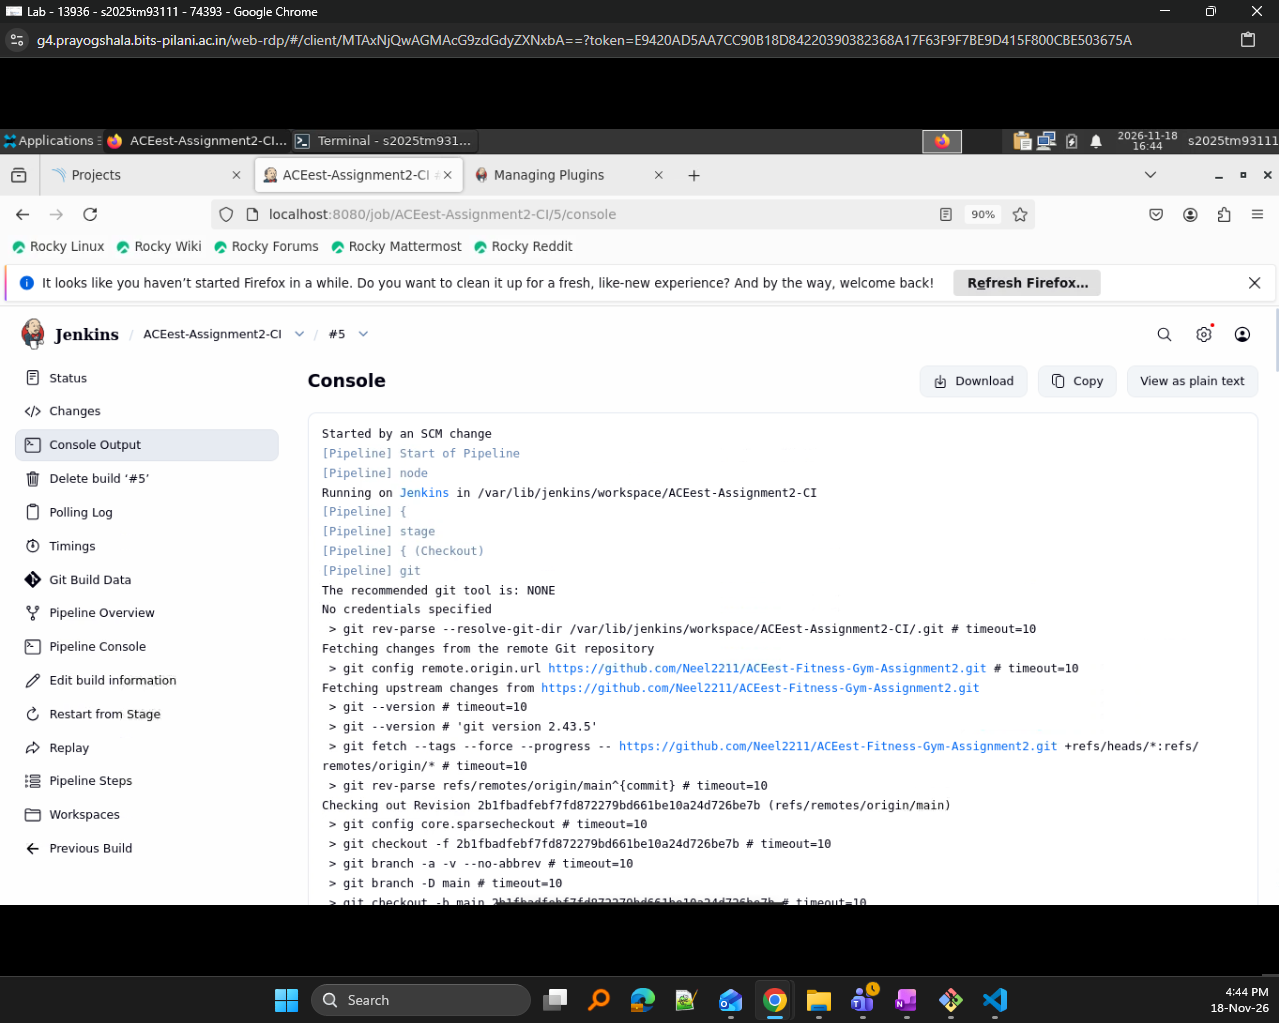 Lab - 13936 - s2025tm93111 - 74393 - Google Chrome
g4.prayogshala.bits-pilani.ac.in/web-rdp/#/client/MTAxNjQwAGMAcG9zdGdyZXNxbA==?token=E9420AD5AA7CC90B18D84220390382368A17F63F9F7BE9D415F800CBE503675A
Applications
ACEest-Assignment2-CI...
Terminal - s2025tm931...
2026-11-18
16:44
s2025tm93111
Projects
ACEest-Assignment2-CI
Managing Plugins
localhost:8080/job/ACEest-Assignment2-CI/5/console
90%
Rocky Linux
Rocky Wiki
Rocky Forums
Rocky Mattermost
Rocky Reddit
It looks like you haven’t started Firefox in a while. Do you want to clean it up for a fresh, like-new experience? And by the way, welcome back!
Refresh Firefox...
Jenkins / ACEest-Assignment2-CI / #5
Status
Changes
Console Output
Delete build ‘#5’
Polling Log
Timings
Git Build Data
Pipeline Overview
Pipeline Console
Edit build information
Restart from Stage
Replay
Pipeline Steps
Workspaces
Previous Build
Console
Download
Copy
View as plain text
Started by an SCM change
[Pipeline] Start of Pipeline
[Pipeline] node
Running on Jenkins in /var/lib/jenkins/workspace/ACEest-Assignment2-CI
[Pipeline] {
[Pipeline] stage
[Pipeline] { (Checkout)
[Pipeline] git
The recommended git tool is: NONE
No credentials specified
> git rev-parse --resolve-git-dir /var/lib/jenkins/workspace/ACEest-Assignment2-CI/.git # timeout=10
Fetching changes from the remote Git repository
> git config remote.origin.url https://github.com/Neel2211/ACEest-Fitness-Gym-Assignment2.git # timeout=10
Fetching upstream changes from https://github.com/Neel2211/ACEest-Fitness-Gym-Assignment2.git
> git --version # timeout=10
> git --version # 'git version 2.43.5'
> git fetch --tags --force --progress -- https://github.com/Neel2211/ACEest-Fitness-Gym-Assignment2.git +refs/heads/*:refs/
remotes/origin/* # timeout=10
> git rev-parse refs/remotes/origin/main^{commit} # timeout=10
Checking out Revision 2b1fbadfebf7fd872279bd661be10a24d726be7b (refs/remotes/origin/main)
> git config core.sparsecheckout # timeout=10
> git checkout -f 2b1fbadfebf7fd872279bd661be10a24d726be7b # timeout=10
> git branch -a -v --no-abbrev # timeout=10
> git branch -D main # timeout=10
> git checkout -b main 2b1fbadfebf7fd872279bd661be10a24d726be7b # timeout=10
Search
4:44 PM
18-Nov-26